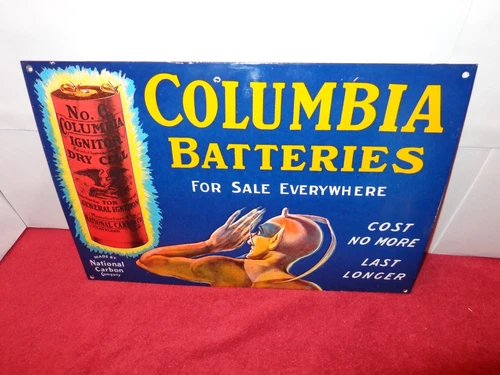 No. 6
COLUMBIA
IGNITOR
DRY CELL
FOR
GENERAL IGNITION
NATIONAL CARBON CO.
MADE BY
National
Carbon
Company
COLUMBIA
BATTERIES
FOR SALE EVERYWHERE
COST
NO MORE
LAST
LONGER